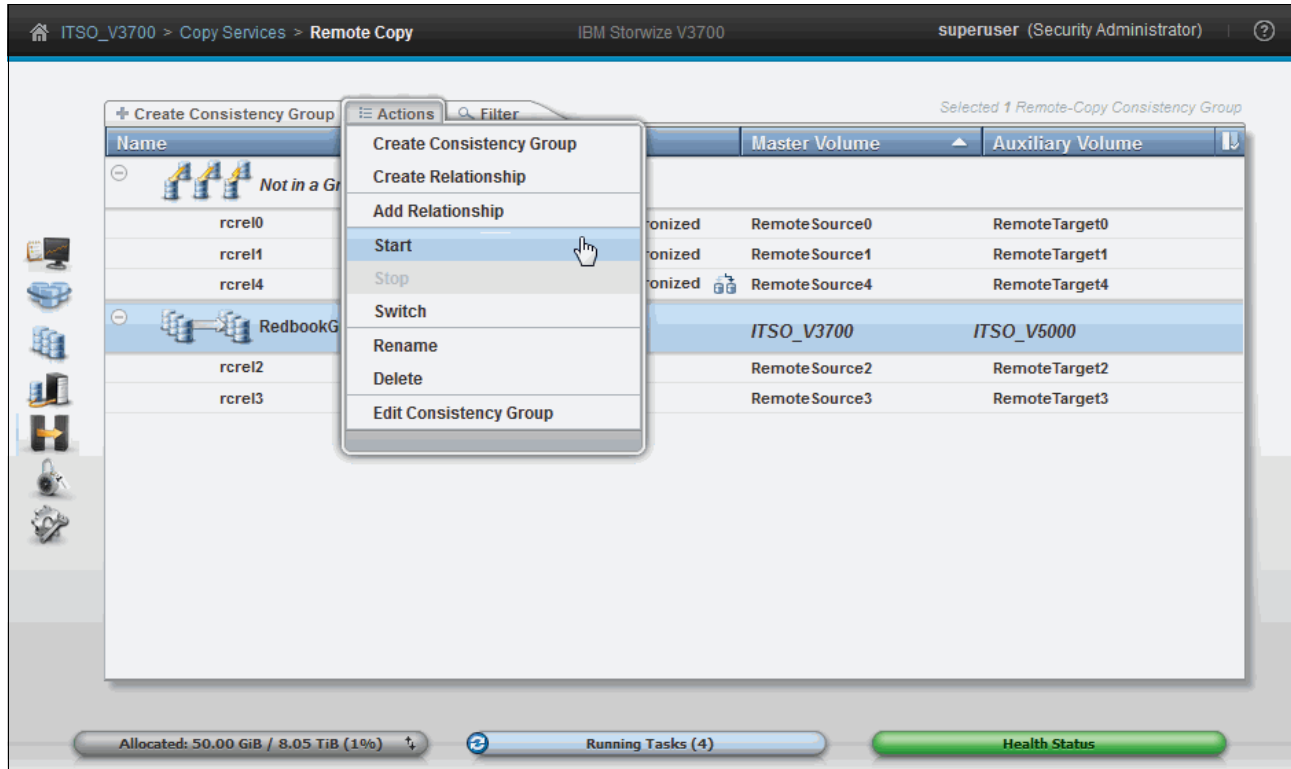 ITSO_V3700 > Copy Services > Remote Copy IBM Storwize V3700 superuser (Security Administrator) ?
Selected 1 Remote-Copy Consistency Group
Create Consistency Group Actions Filter
Name Master Volume Auxiliary Volume
Create Consistency Group
Create Relationship
Not in a Gr
Add Relationship
rcrel0 ronized RemoteSource0 RemoteTarget0
Start
rcrel1 ronized RemoteSource1 RemoteTarget1
Stop
rcrel4 ronized RemoteSource4 RemoteTarget4
Switch
RedbookG ITSO_V3700 ITSO_V5000
Rename
rcrel2 RemoteSource2 RemoteTarget2
Delete
rcrel3 RemoteSource3 RemoteTarget3
Edit Consistency Group
Allocated: 50.00 GiB / 8.05 TiB (1%) Running Tasks (4) Health Status